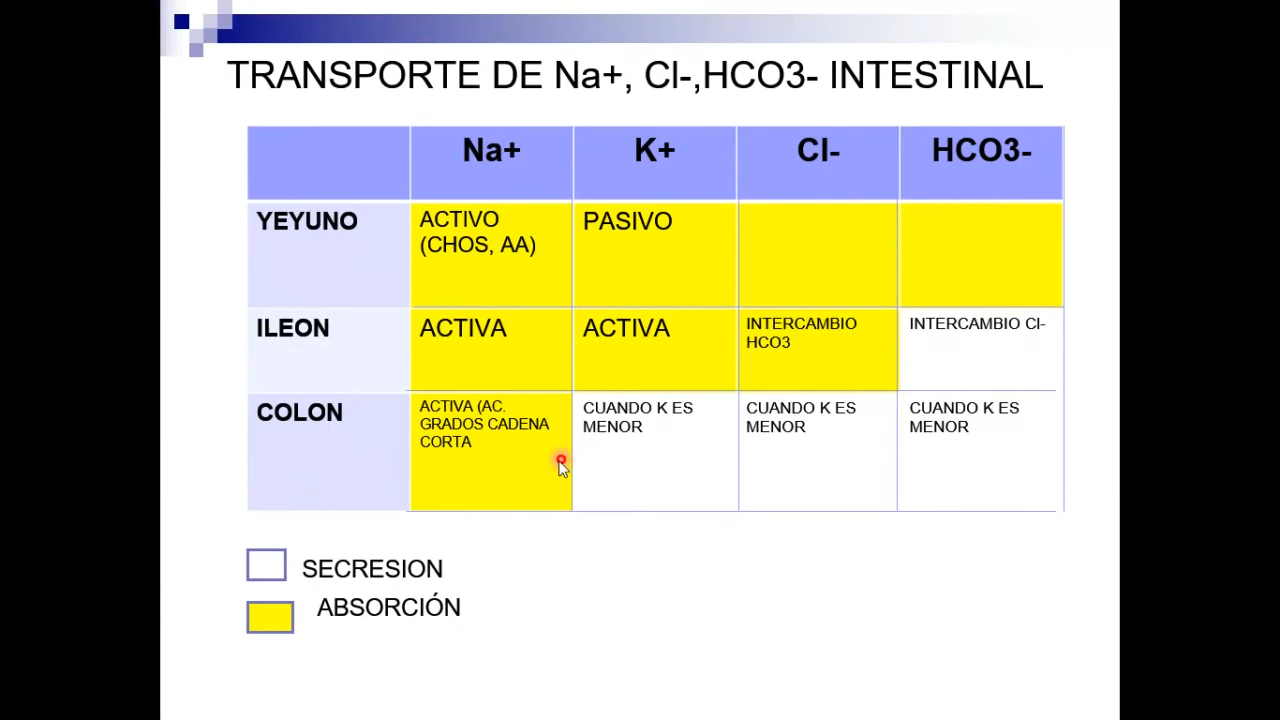 TRANSPORTE DE Na+, Cl-,HCO3- INTESTINAL
Na+
K+
Cl-
HCO3-
YEYUNO
ACTIVO
(CHOS, AA)
PASIVO
ILEON
ACTIVA
ACTIVA
INTERCAMBIO
HCO3
INTERCAMBIO Cl-
COLON
ACTIVA (AC.
GRADOS CADENA
CORTA
CUANDO K ES
MENOR
CUANDO K ES
MENOR
CUANDO K ES
MENOR
SECRESION
ABSORCIÓN